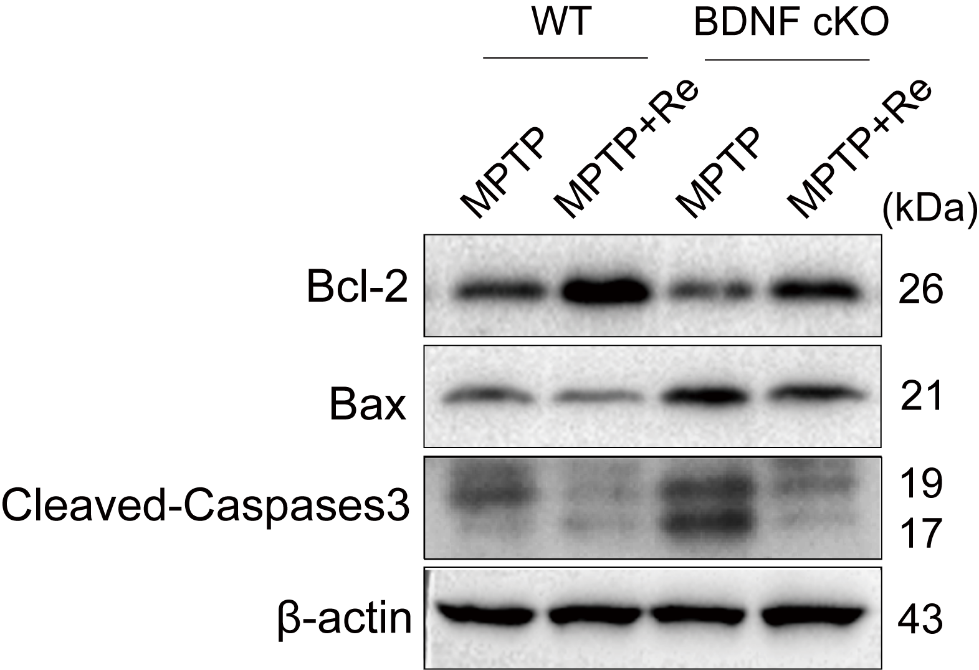 WT BDNF cKO
MPTP MPTP+Re MPTP MPTP+Re
(kDa)
Bcl-2 26
Bax 21
Cleaved-Caspases3 19
17
β-actin 43